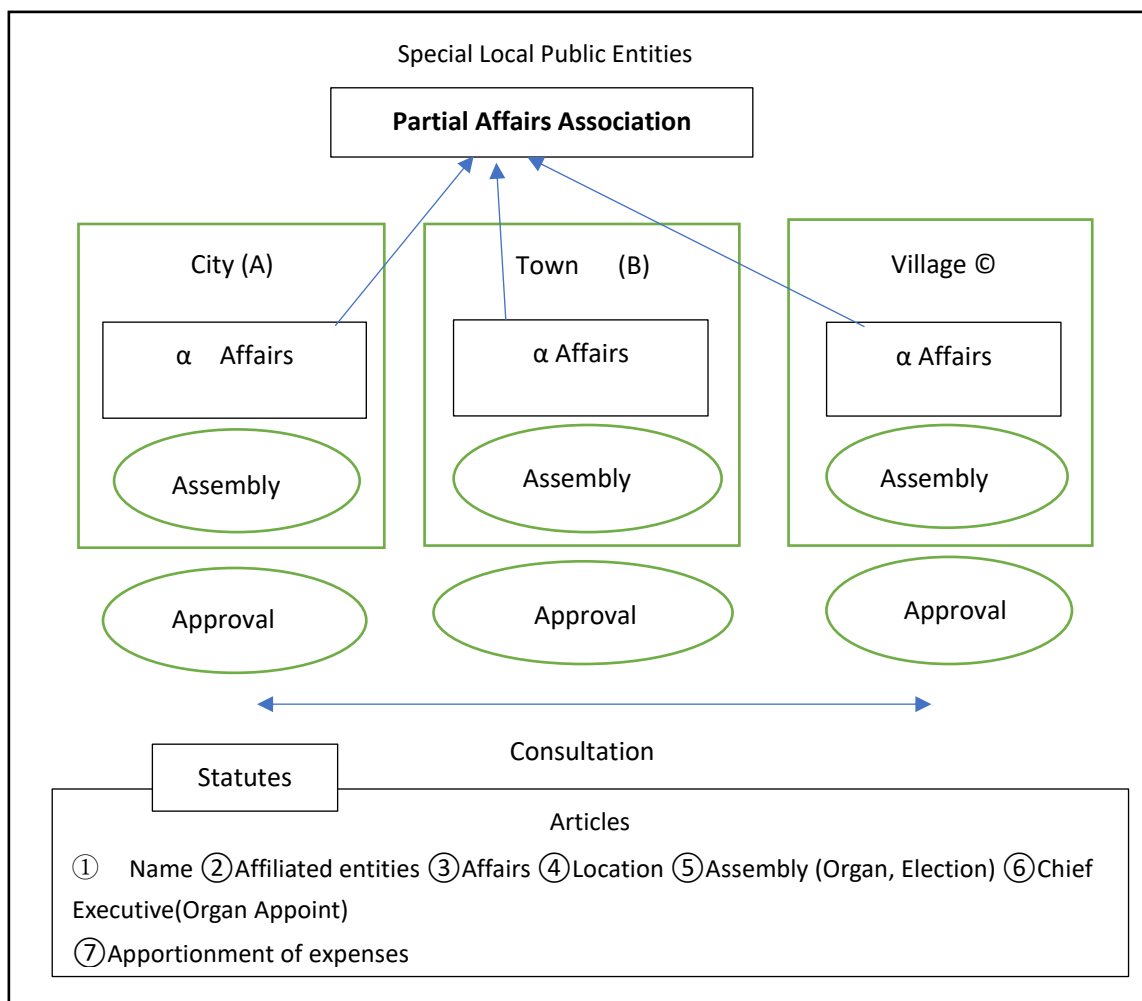 Special Local Public Entities
Partial Affairs Association
City (A)
Town (B)
Village ©
α Affairs
α Affairs
α Affairs
Assembly
Assembly
Assembly
Approval
Approval
Approval
Consultation
Statutes
Articles
① Name ②Affiliated entities ③Affairs ④Location ⑤Assembly (Organ, Election) ⑥Chief
Executive(Organ Appoint)
⑦Apportionment of expenses